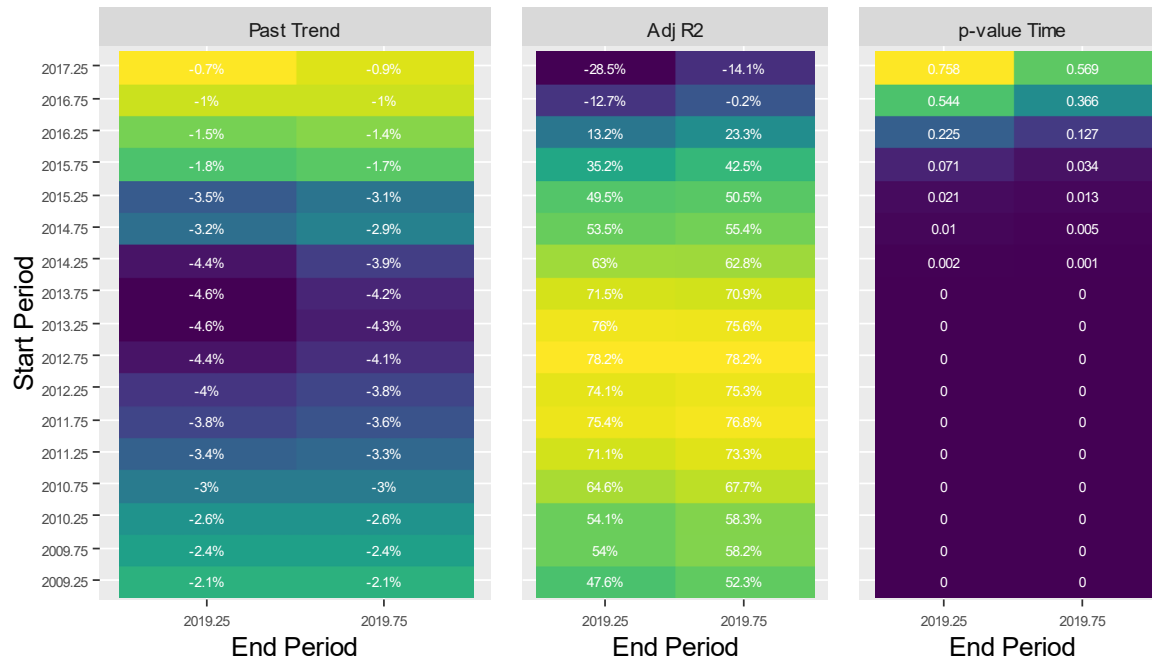 Past Trend Adj R2 p-value Time
Start Period
2017.25 -0.7% -0.9% -28.5% -14.1% 0.758 0.569
2016.75 -1% -1% -12.7% -0.2% 0.544 0.366
2016.25 -1.5% -1.4% 13.2% 23.3% 0.225 0.127
2015.75 -1.8% -1.7% 35.2% 42.5% 0.071 0.034
2015.25 -3.5% -3.1% 49.5% 50.5% 0.021 0.013
2014.75 -3.2% -2.9% 53.5% 55.4% 0.01 0.005
2014.25 -4.4% -3.9% 63% 62.8% 0.002 0.001
2013.75 -4.6% -4.2% 71.5% 70.9% 0 0
2013.25 -4.6% -4.3% 76% 75.6% 0 0
2012.75 -4.4% -4.1% 78.2% 78.2% 0 0
2012.25 -4% -3.8% 74.1% 75.3% 0 0
2011.75 -3.8% -3.6% 75.4% 76.8% 0 0
2011.25 -3.4% -3.3% 71.1% 73.3% 0 0
2010.75 -3% -3% 64.6% 67.7% 0 0
2010.25 -2.6% -2.6% 54.1% 58.3% 0 0
2009.75 -2.4% -2.4% 54% 58.2% 0 0
2009.25 -2.1% -2.1% 47.6% 52.3% 0 0
2019.25 2019.75 2019.25 2019.75 2019.25 2019.75
End Period End Period End Period